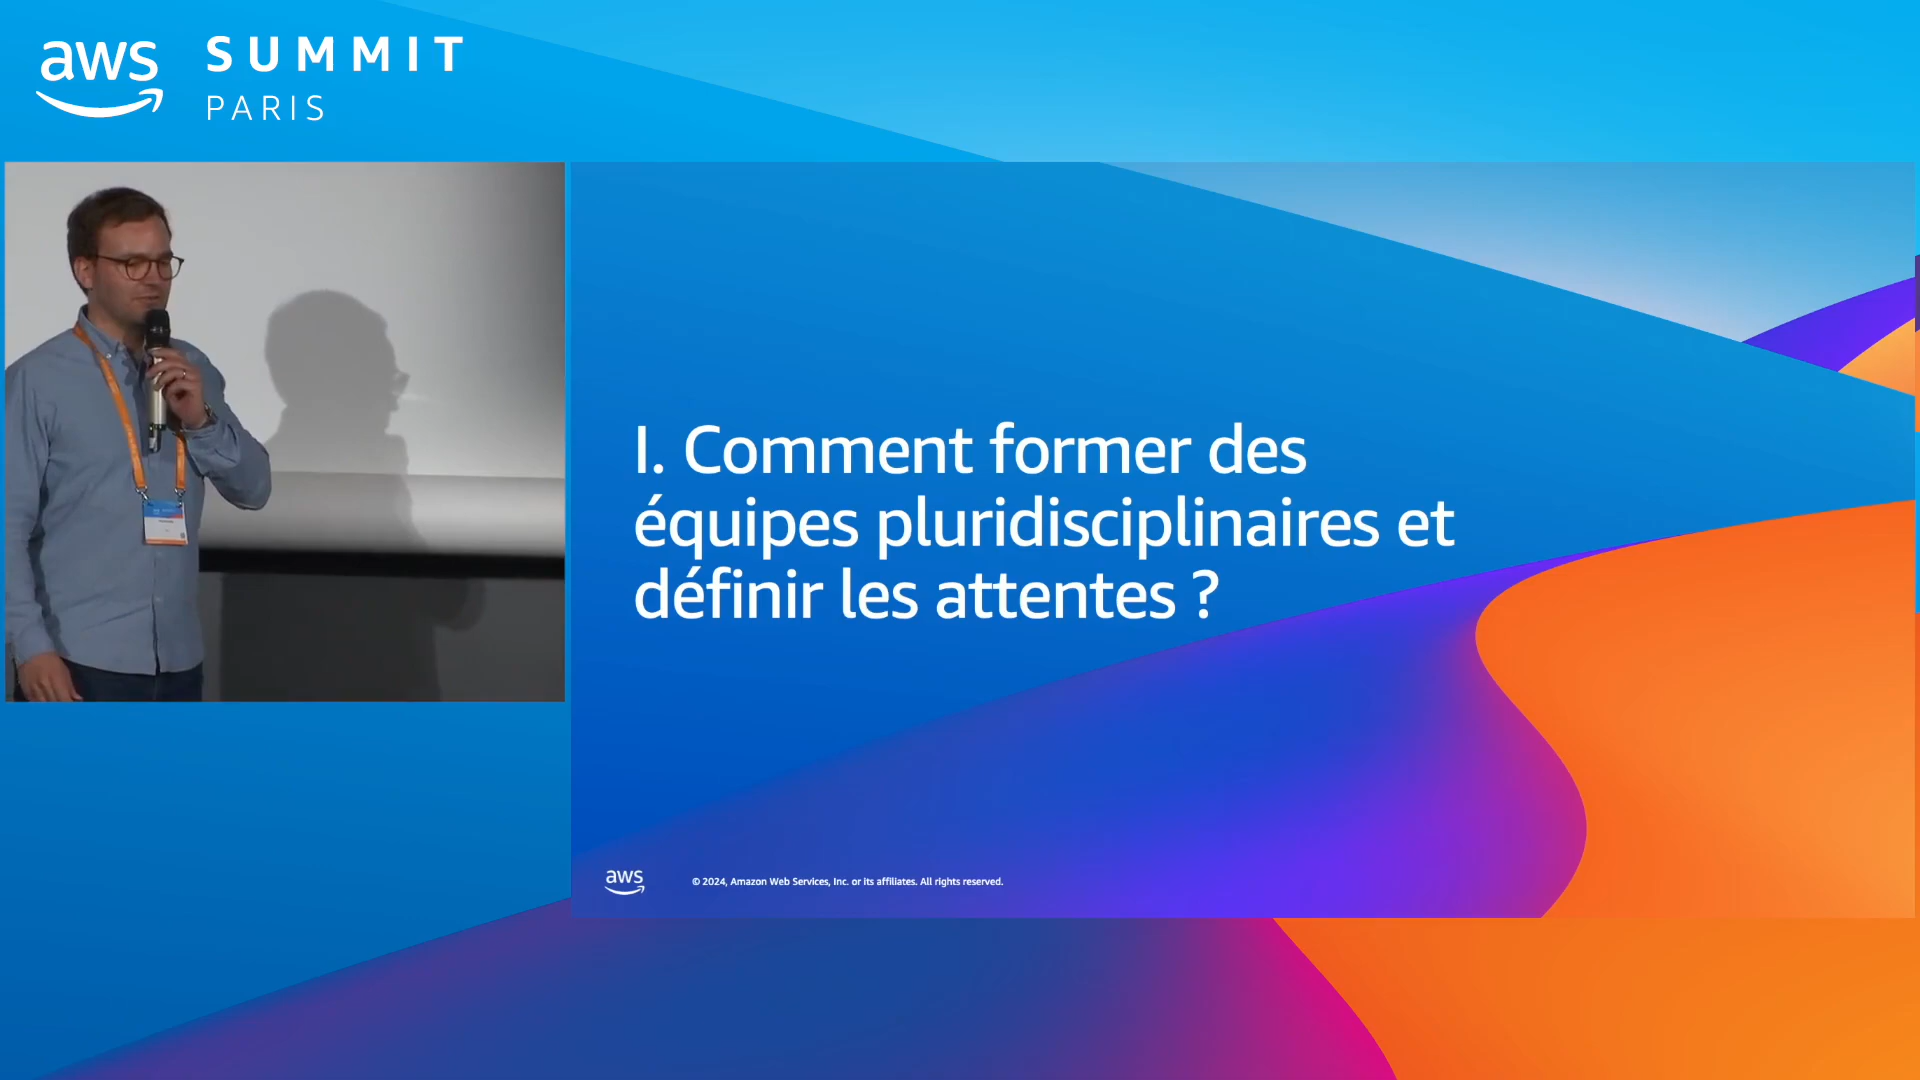 aws
SUMMIT
PARIS
I. Comment former des
équipes pluridisciplinaires et
définir les attentes ?
aws
© 2024, Amazon Web Services, Inc. or its affiliates. All rights reserved.